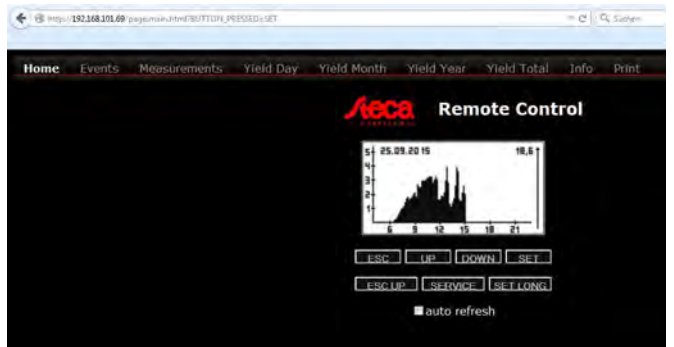 192.168.101.69
Home Events Measurements Yield Day Yield Month Yield Year Yield Total Info Print
Steca Remote Control
5 25.09.2015 18,6
4
3
2
1
6 9 12 15 18 21
ESC UP DOWN SET
ESC UP SERVICE SET LONG
auto refresh